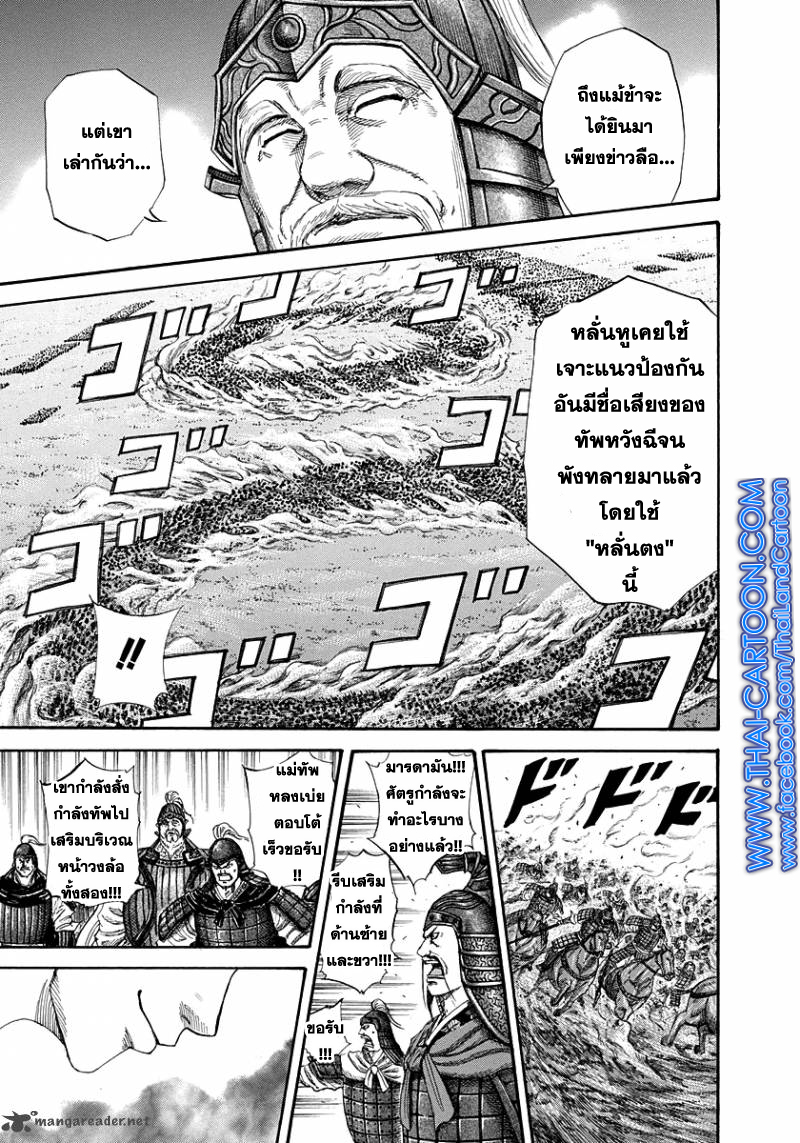 ถึงแม้ข้าจะ
ได้ยินมา
เพียงข่าวลือ...
แต่เขา
เล่ากันว่า...
หลั่นทูเคยใช้
เจาะแนวป้องกัน
อันมีชื่อเสียงของ
ทัพหวังฉีจน
พังทลายมาแล้ว
โดยใช้
"หลั่นตง"
นี้
ゴゴゴ
ゴゴ
ゴゴゴ
!!
ドドド
มารดามัน!!!
ศัตรูกำลังจะ
ทำอะไรบาง
อย่างแล้ว!!
รีบเสริม
กำลังที่
ด้านซ้าย
และขวา!!!
ขอรับ
!!!
แม่ทัพ
หลงเบ่ย
ตอบโต้
เร็วขอรับ
!!
เขากำลังสั่ง
กำลังทัพไป
เสริมบริเวณ
หน้าวงล้อ
ทั้งสอง!!!
WWW.THAI-CARTOON.COM
www.facebook.com/ThaiLandCartoon
mangareader.net